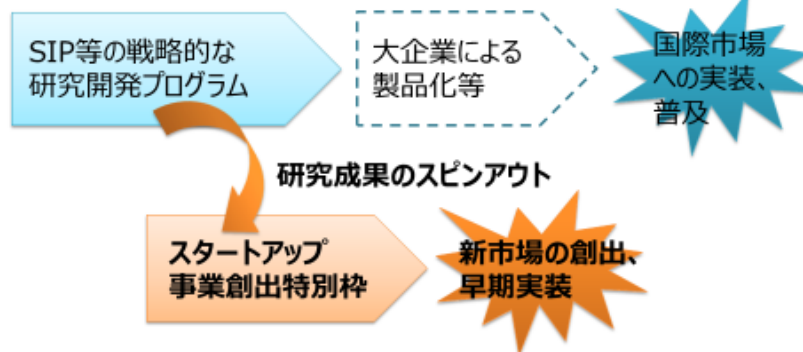 SIP等の戦略的な
研究開発プログラム
大企業による
製品化等
国際市場
への実装、
普及
研究成果のスピンアウト
スタートアップ
事業創出特別枠
新市場の創出、
早期実装